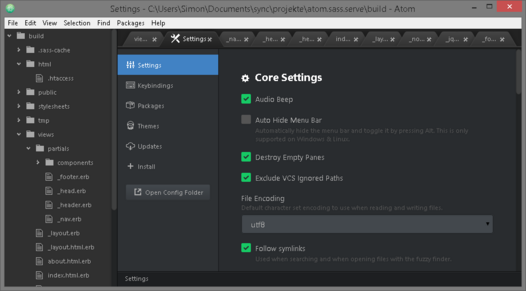 Settings - C:\Users\Simon\Documents\sync\projekte\atom.sass.serve\build - Atom
File Edit View Selection Find Packages Help
build
.sass-cache
html
.htaccess
public
stylesheets
tmp
views
partials
components
_footer.erb
_head.erb
_header.erb
_nav.erb
_layout.erb
_layout.html.erb
about.html.erb
index.html.erb
vie... Settings _na... _he... _he... ind... _lay... _no... _jq... _fo...
Settings
Keybindings
Packages
Themes
Updates
Install
Open Config Folder
Core Settings
Audio Beep
Auto Hide Menu Bar
Automatically hide the menu bar and toggle it by pressing Alt. This is only
supported on Windows & Linux.
Destroy Empty Panes
Exclude VCS Ignored Paths
File Encoding
Default character set encoding to use when reading and writing files.
utf8
Follow symlinks
Used when searching and when opening files with the fuzzy finder.
Settings